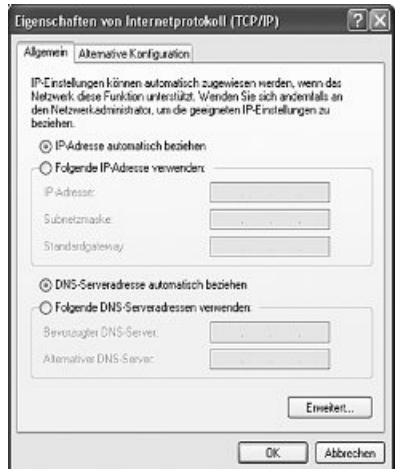 Eigenschaften von Internetprotokoll (TCP/IP)
Allgemein Alternative Konfiguration
IP-Einstellungen können automatisch zugewiesen werden, wenn das
Netzwerk diese Funktion unterstützt. Wenden Sie sich andernfalls an
den Netzwerkadministrator, um die geeigneten IP-Einstellungen zu
beziehen.
IP-Adresse automatisch beziehen
Folgende IP-Adresse verwenden:
IP-Adresse:
Subnetzmaske:
Standardgateway:
DNS-Serveradresse automatisch beziehen
Folgende DNS-Serveradressen verwenden:
Bevorzugter DNS-Server:
Alternativer DNS-Server:
Erweitert...
OK Abbrechen